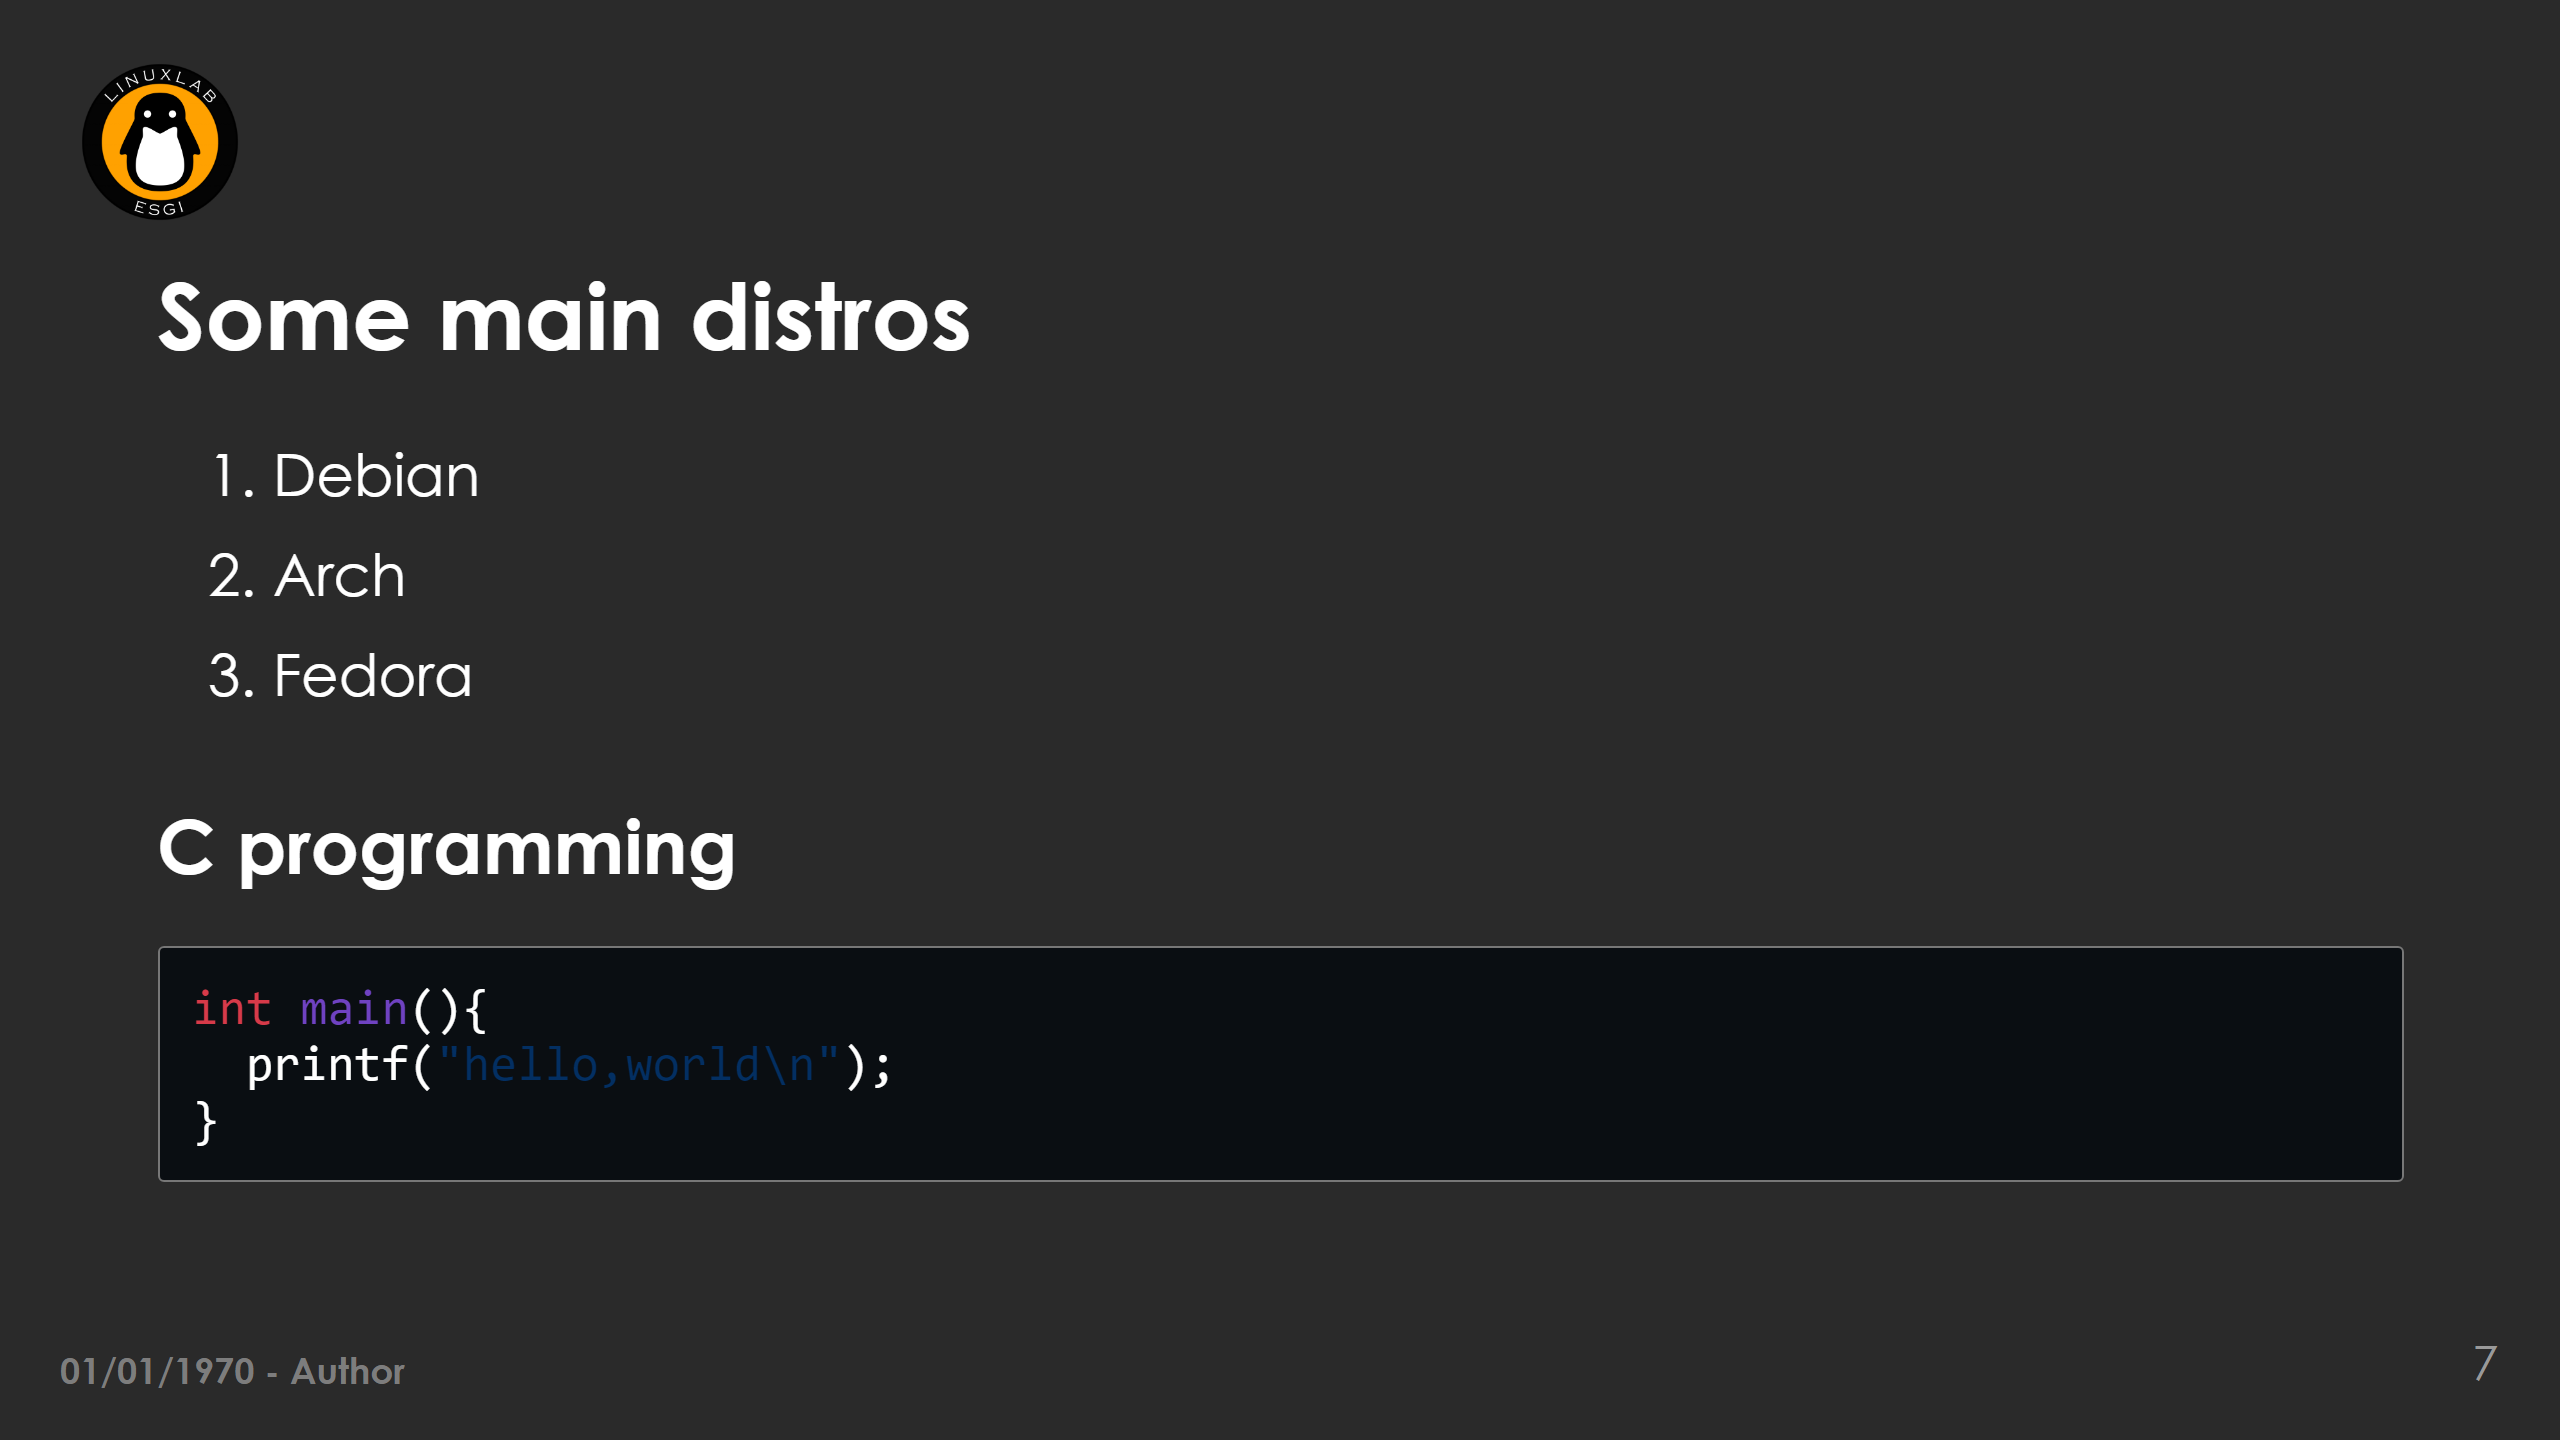 LINUXLAB
ESGI
Some main distros
1. Debian
2. Arch
3. Fedora
C programming
int main(){
  printf("hello,world\n");
}
01/01/1970 - Author
7